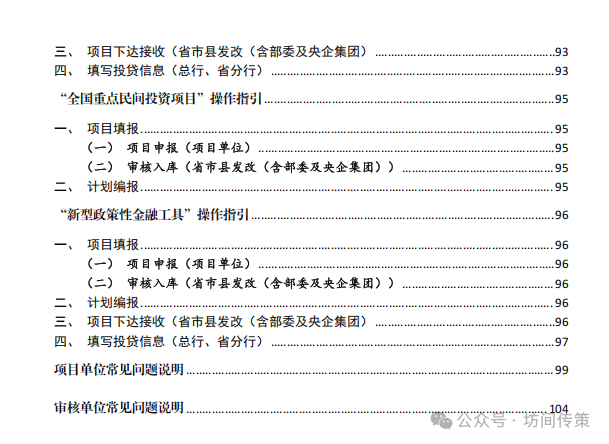 三、 项目下达接收（省市县发改（含部委及央企集团） ........ 93
四、 填写投贷信息（总行、省分行） ........ 93
“全国重点民间投资项目”操作指引 ........ 95
一、 项目填报 ........ 95
（一） 项目申报（项目单位） ........ 95
（二） 审核入库（省市县发改（含部委及央企集团）） ........ 95
二、 计划编报 ........ 95
“新型政策性金融工具”操作指引 ........ 96
一、 项目填报 ........ 96
（一） 项目申报（项目单位） ........ 96
（二） 审核入库（省市县发改（含部委及央企集团）） ........ 96
二、 计划编报 ........ 96
三、 项目下达接收（省市县发改（含部委及央企集团） ........ 96
四、 填写投贷信息（总行、省分行） ........ 97
项目单位常见问题说明 ........ 99
审核单位常见问题说明 ........ 104
公众号 · 坊间传策